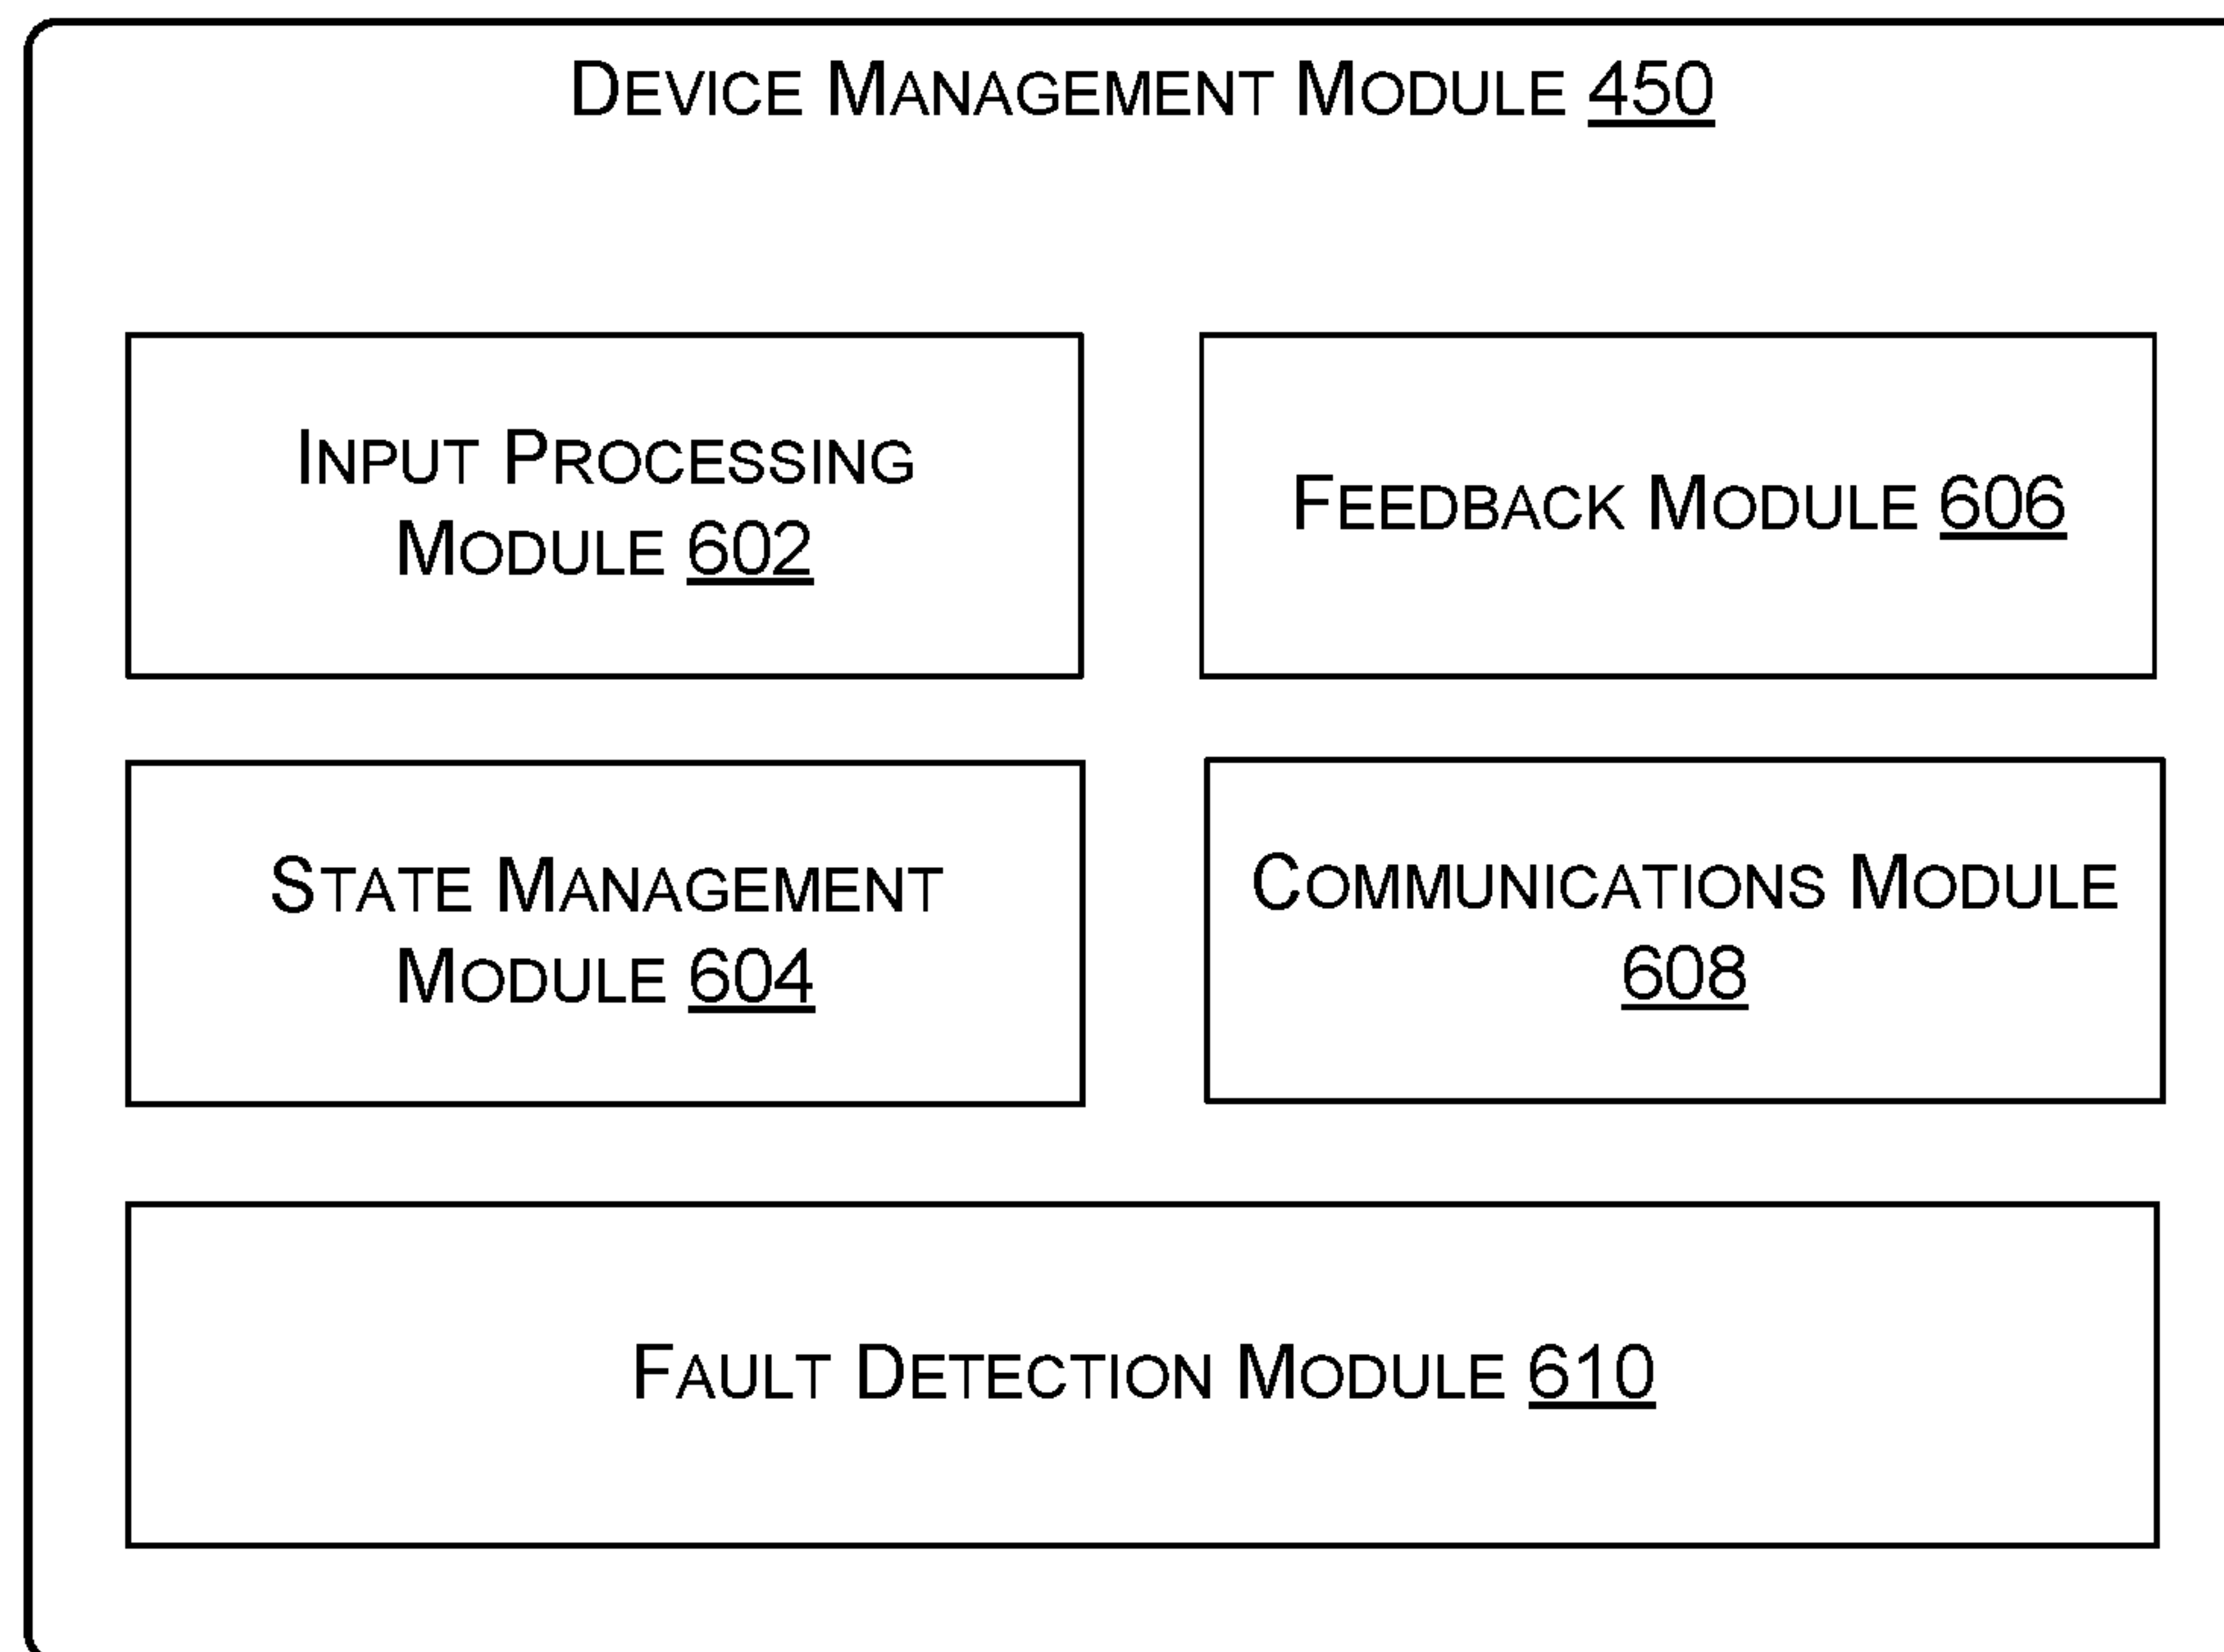 DEVICE MANAGEMENT MODULE 450
INPUT PROCESSING
MODULE 602
FEEDBACK MODULE 606
STATE MANAGEMENT
MODULE 604
COMMUNICATIONS MODULE
608
FAULT DETECTION MODULE 610